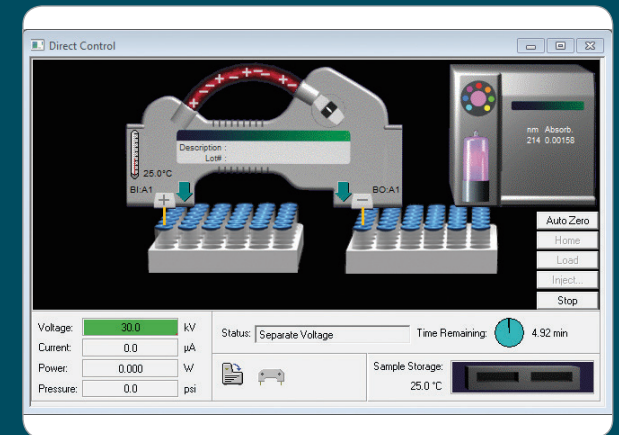 Direct Control
nm Absorb.
214 0.00158
Description :
Lot# :
25.0°C
BI:A1
BO:A1
+
−
Auto Zero
Home
Load
Inject...
Stop
Voltage: 30.0 kV
Current: 0.0 µA
Power: 0.000 W
Pressure: 0.0 psi
Status: Separate Voltage
Time Remaining: 4.92 min
Sample Storage:
25.0 °C